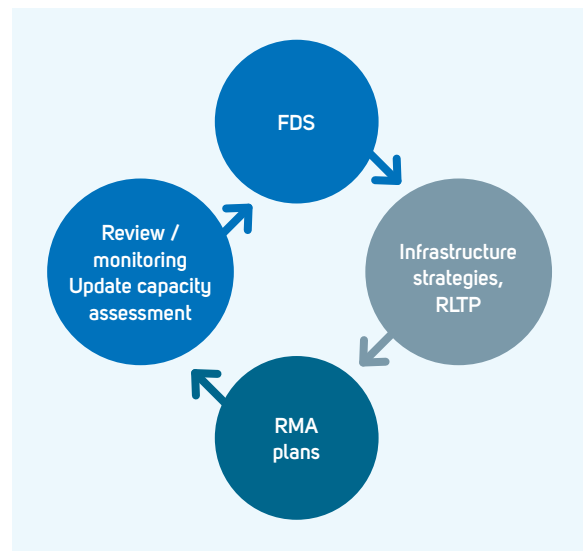 FDS
Infrastructure
strategies,
RLTP
RMA
plans
Review /
monitoring
Update capacity
assessment